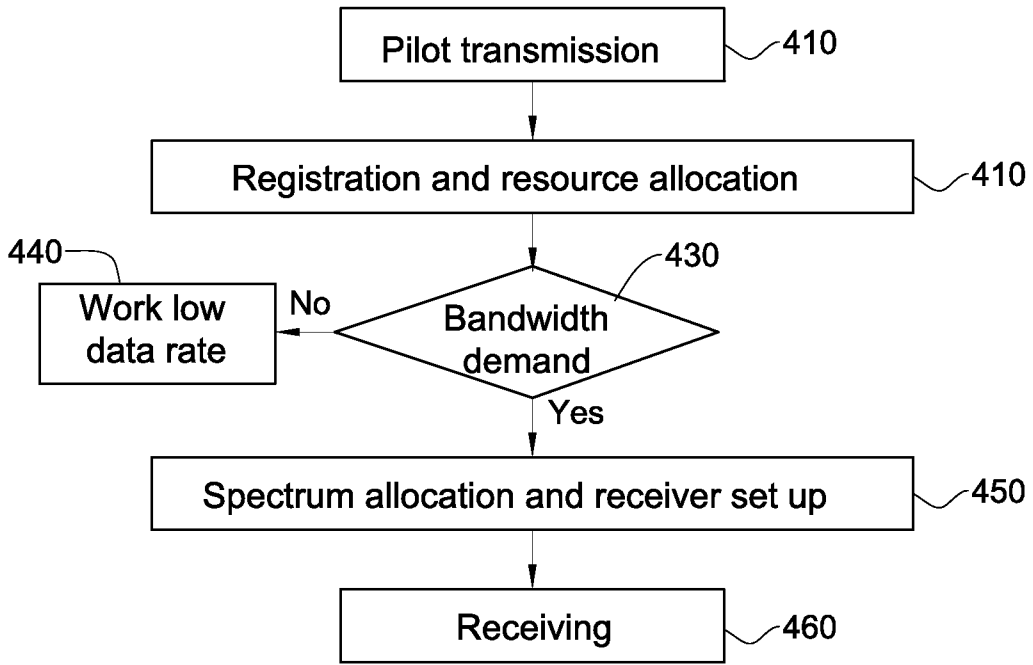 Pilot transmission
410
Registration and resource allocation
410
440
430
Work low
data rate
No
Bandwidth
demand
Yes
Spectrum allocation and receiver set up
450
Receiving
460